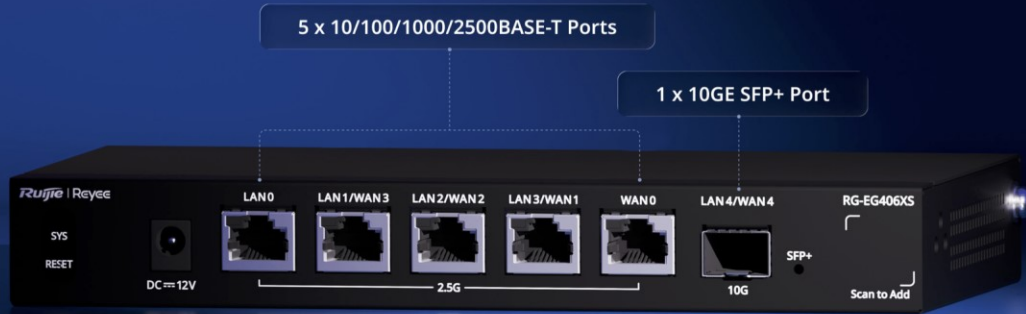 5 x 10/100/1000/2500BASE-T Ports
1 x 10GE SFP+ Port
Ruijie | Reyee
LAN0 LAN1/WAN3 LAN2/WAN2 LAN3/WAN1 WAN0 LAN4/WAN4 RG-EG406XS
SYS
RESET
SFP+
DC⎓12V
2.5G
10G
Scan to Add